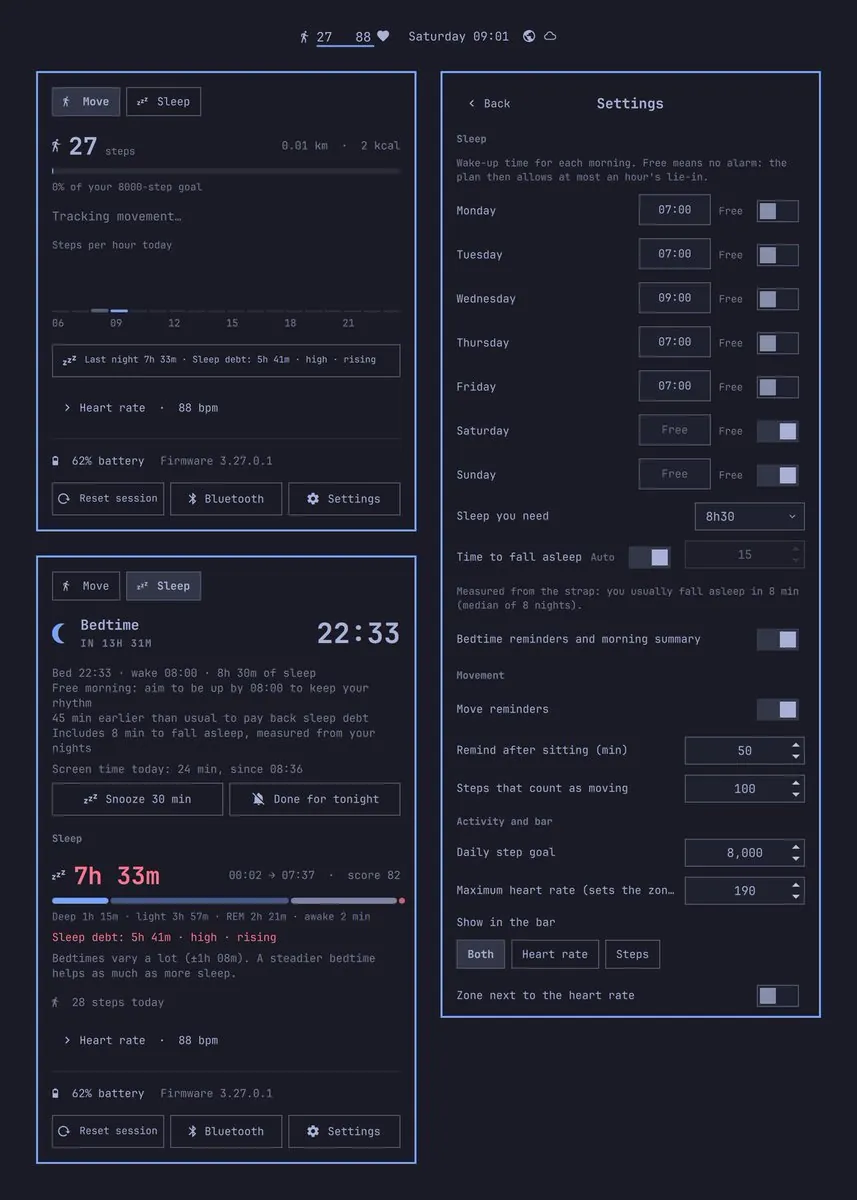 27 88 Saturday 09:01
Move Sleep
27 steps 0.01 km · 2 kcal
0% of your 8000-step goal
Tracking movement…
Steps per hour today
06 09 12 15 18 21
zzz Last night 7h 33m · Sleep debt: 5h 41m · high · rising
> Heart rate · 88 bpm
62% battery Firmware 3.27.0.1
Reset session Bluetooth Settings
Move Sleep
Bedtime 22:33
IN 13H 31M
Bed 22:33 · wake 08:00 · 8h 30m of sleep
Free morning: aim to be up by 08:00 to keep your
rhythm
45 min earlier than usual to pay back sleep debt
Includes 8 min to fall asleep, measured from your
nights
Screen time today: 24 min, since 08:36
zzz Snooze 30 min Done for tonight
Sleep
zzz 7h 33m 00:02 → 07:37 · score 82
Deep 1h 15m · light 3h 57m · REM 2h 21m · awake 2 min
Sleep debt: 5h 41m · high · rising
Bedtimes vary a lot (±1h 08m). A steadier bedtime
helps as much as more sleep.
28 steps today
> Heart rate · 88 bpm
62% battery Firmware 3.27.0.1
Reset session Bluetooth Settings
< Back Settings
Sleep
Wake-up time for each morning. Free means no alarm: the
plan then allows at most an hour's lie-in.
Monday 07:00 Free
Tuesday 07:00 Free
Wednesday 09:00 Free
Thursday 07:00 Free
Friday 07:00 Free
Saturday Free Free
Sunday Free Free
Sleep you need 8h30
Time to fall asleep Auto 15
Measured from the strap: you usually fall asleep in 8 min
(median of 8 nights).
Bedtime reminders and morning summary
Movement
Move reminders
Remind after sitting (min) 50
Steps that count as moving 100
Activity and bar
Daily step goal 8,000
Maximum heart rate (sets the zon… 190
Show in the bar
Both Heart rate Steps
Zone next to the heart rate